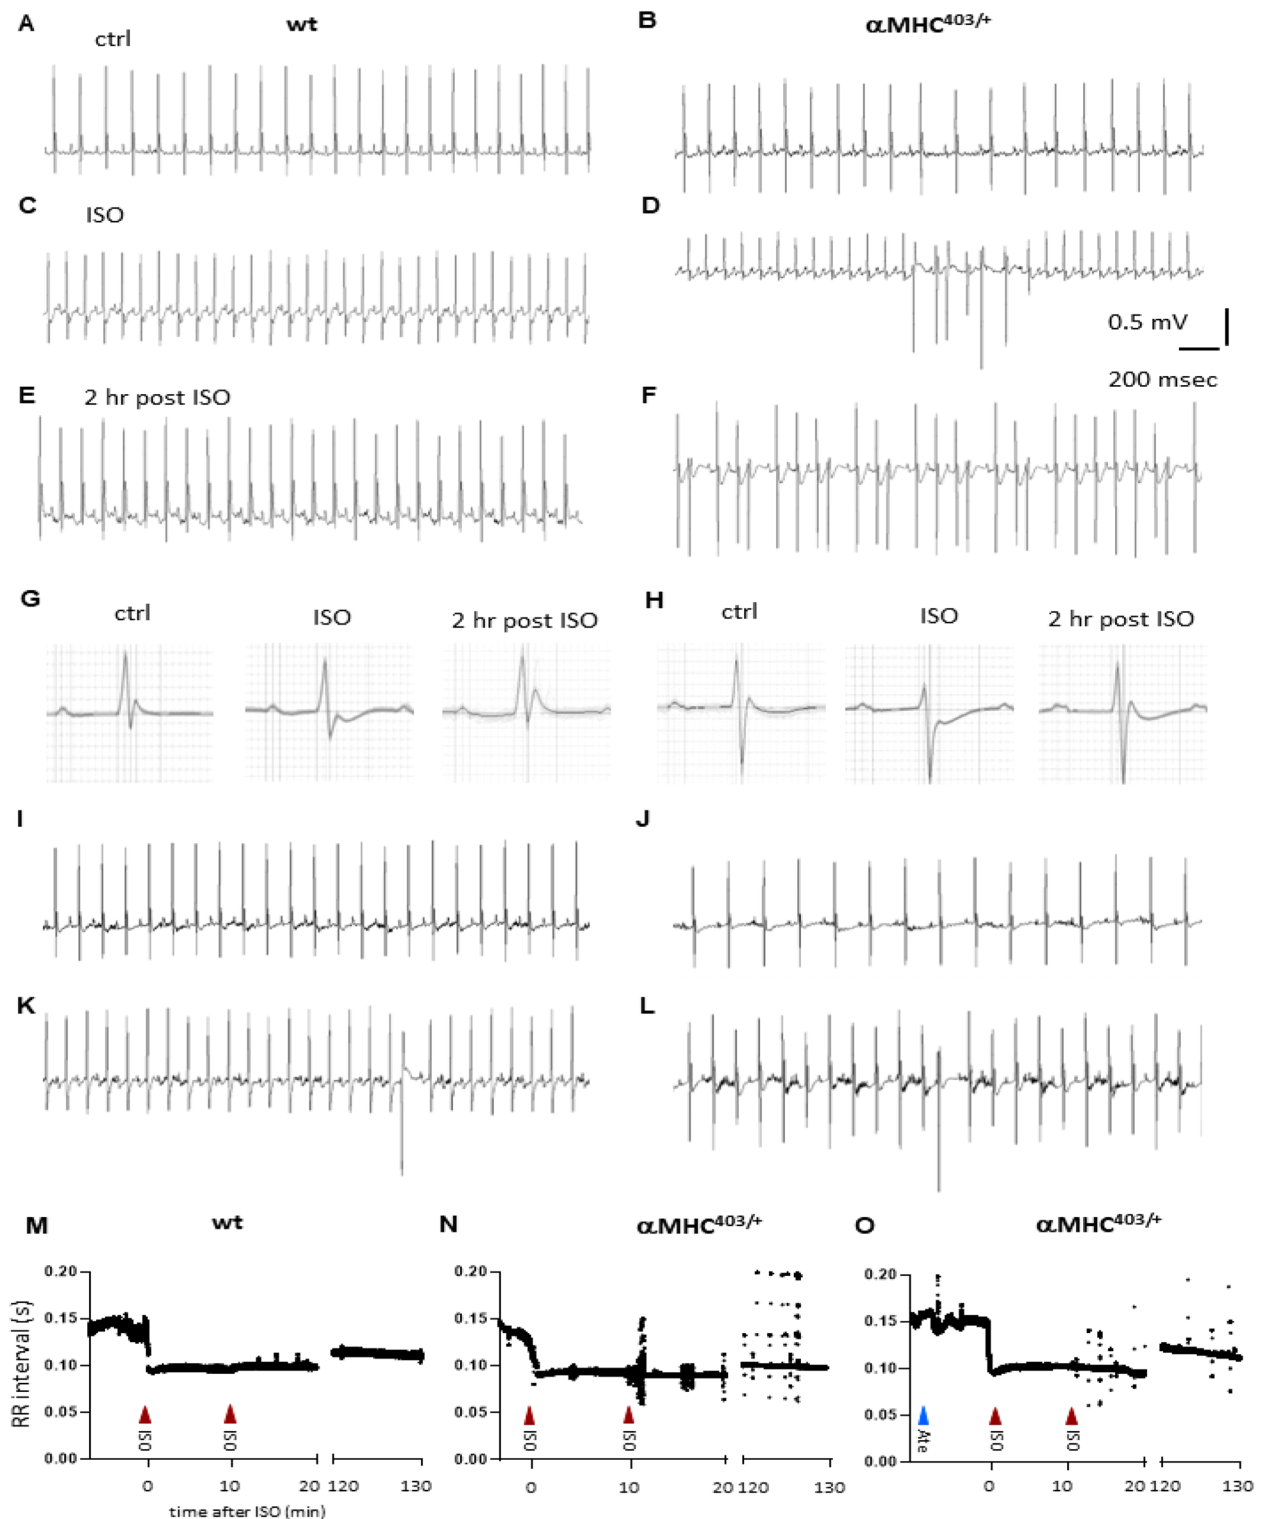 A
wt
B
αMHC403/+
ctrl
C
ISO
D
0.5 mV
200 msec
E
2 hr post ISO
F
G
ctrl
ISO
2 hr post ISO
H
ctrl
ISO
2 hr post ISO
I
J
K
L
M
wt
N
αMHC403/+
O
αMHC403/+
RR interval (s)
0.20
0.15
0.10
0.05
0.00
ISO
ISO
0
10
20
120
130
time after ISO (min)
0.20
0.15
0.10
0.05
0.00
ISO
ISO
0
10
20
120
130
0.20
0.15
0.10
0.05
0.00
Ate
ISO
ISO
0
10
20
120
130